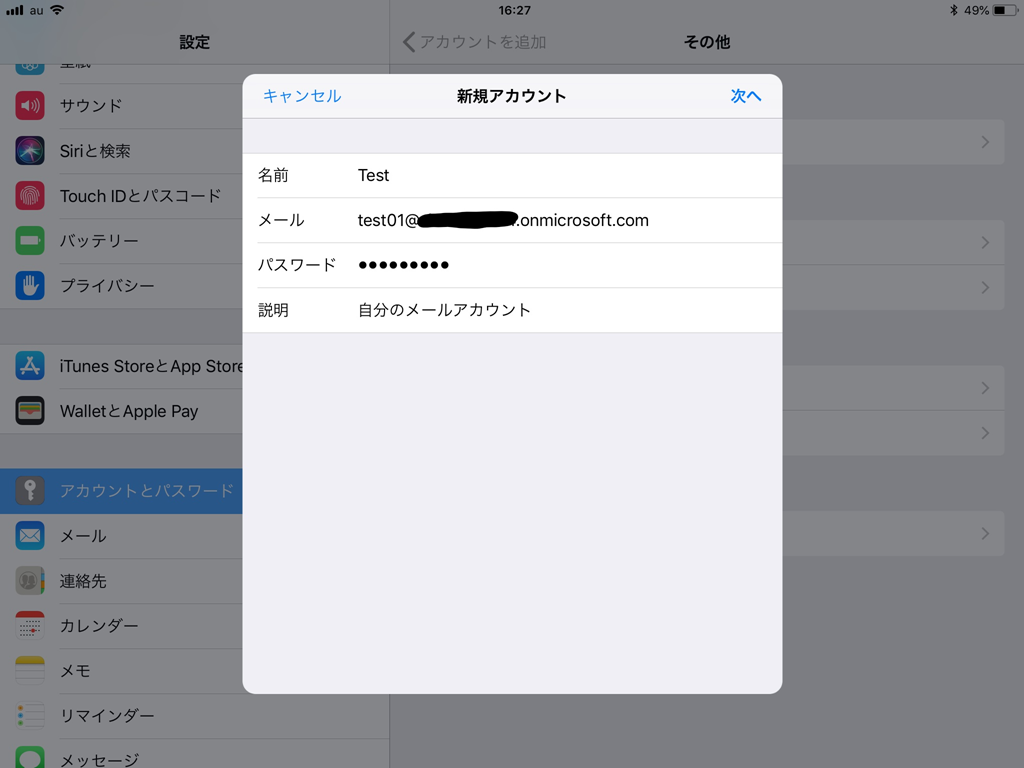 au
16:27
49%
設定
アカウントを追加
その他
サウンド
Siriと検索
Touch IDとパスコード
バッテリー
プライバシー
iTunes StoreとApp Store
WalletとApple Pay
アカウントとパスワード
メール
連絡先
カレンダー
メモ
リマインダー
メッセージ
キャンセル
新規アカウント
次へ
名前 Test
メール test01@ .onmicrosoft.com
パスワード ●●●●●●●●●
説明 自分のメールアカウント